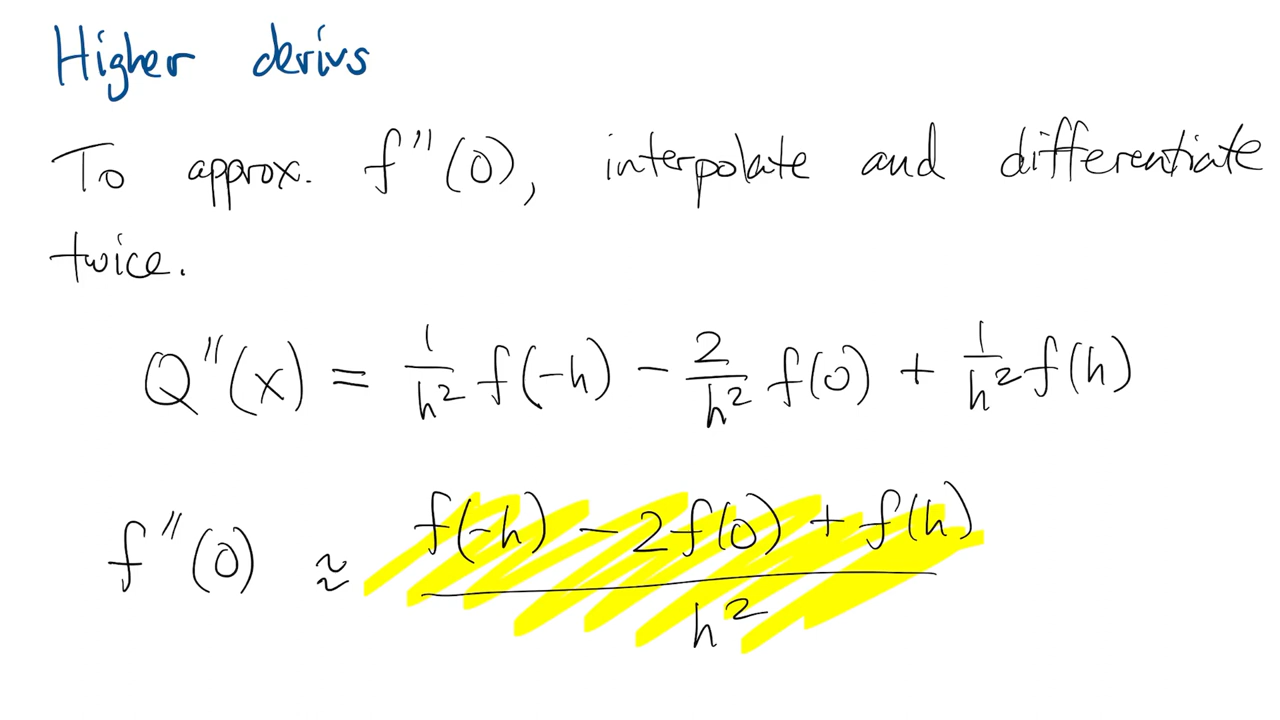 Higher derivs
To approx. f''(0), interpolate and differentiate
twice.
Q''(x) = 1/h² f(-h) - 2/h² f(0) + 1/h² f(h)
f''(0) ≈ (f(-h) - 2f(0) + f(h))/h²